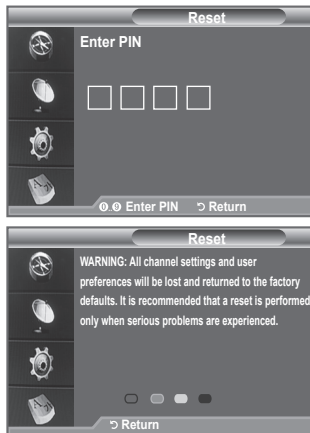 Reset
Enter PIN
0..9 Enter PIN Return
Reset
WARNING: All channel settings and user
preferences will be lost and returned to the factory
defaults. It is recommended that a reset is performed
only when serious problems are experienced.
Return